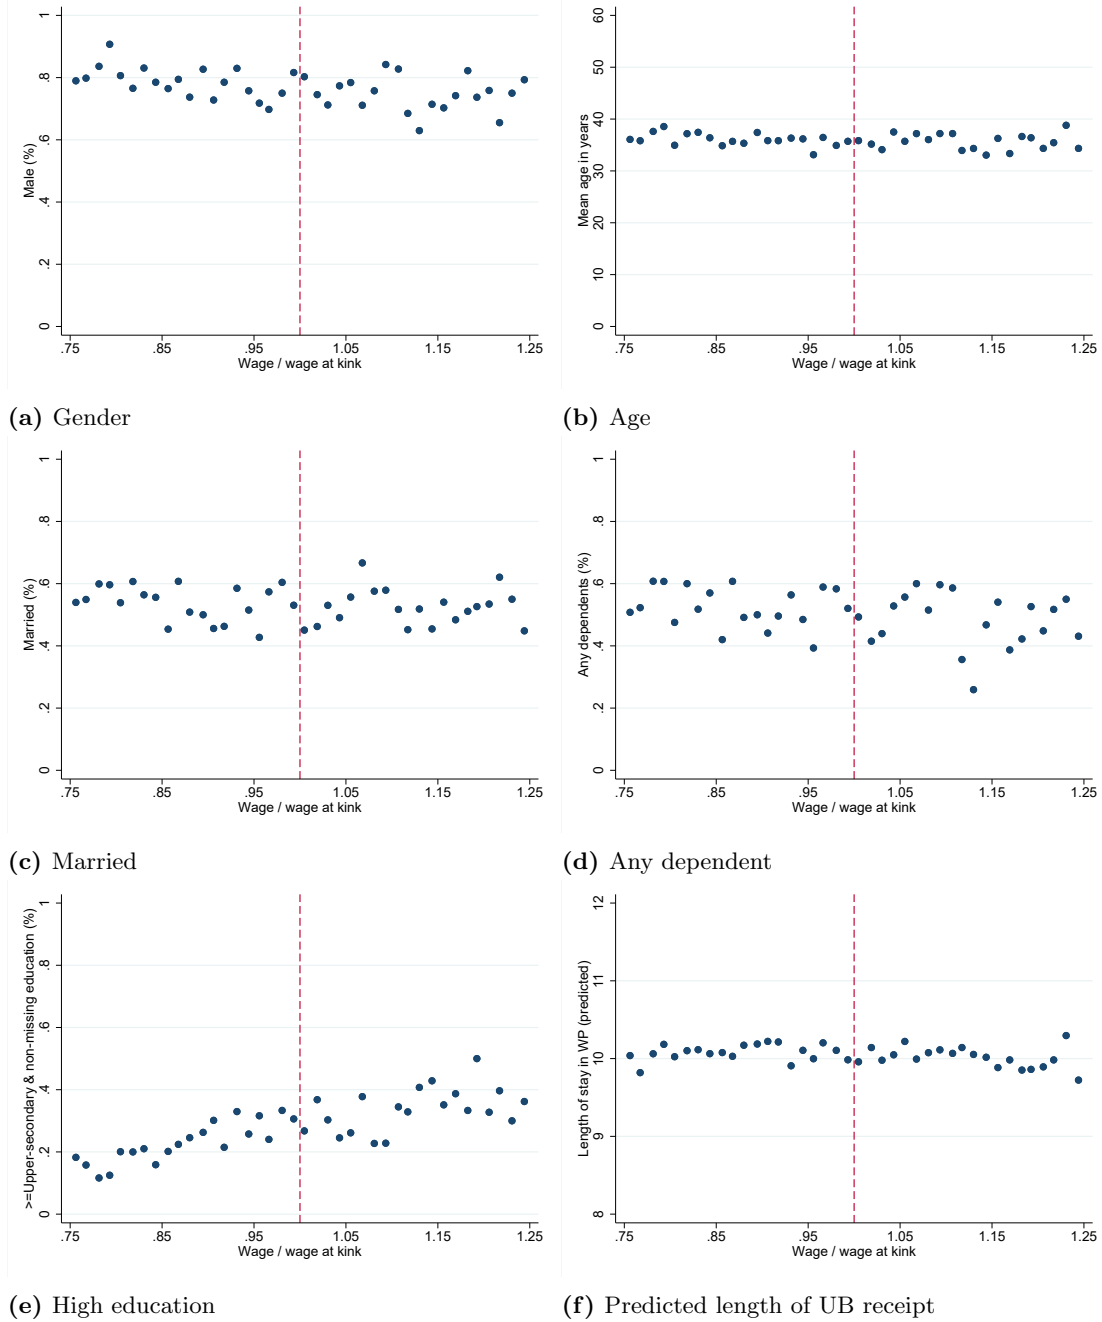 Male (%)
0 .2 .4 .6 .8 1
.75 .85 .95 1.05 1.15 1.25
Wage / wage at kink
(a) Gender
Mean age in years
0 10 20 30 40 50 60
.75 .85 .95 1.05 1.15 1.25
Wage / wage at kink
(b) Age
Married (%)
0 .2 .4 .6 .8 1
.75 .85 .95 1.05 1.15 1.25
Wage / wage at kink
(c) Married
Any dependents (%)
0 .2 .4 .6 .8 1
.75 .85 .95 1.05 1.15 1.25
Wage / wage at kink
(d) Any dependent
>=Upper-secondary & non-missing education (%)
0 .2 .4 .6 .8 1
.75 .85 .95 1.05 1.15 1.25
Wage / wage at kink
(e) High education
Length of stay in WP (predicted)
8 9 10 11 12
.75 .85 .95 1.05 1.15 1.25
Wage / wage at kink
(f) Predicted length of UB receipt